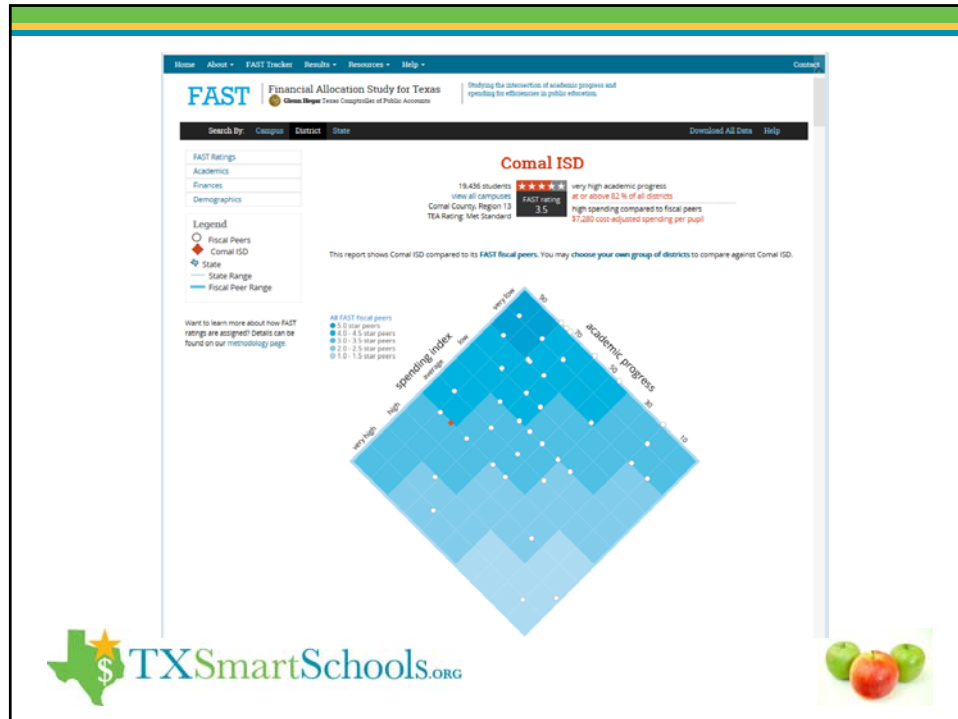 Home About FAST Tracker Results Resources Help Contact
FAST
Financial Allocation Study for Texas
Glenn Hegar Texas Comptroller of Public Accounts
Studying the intersection of academic progress and
spending for efficiencies in public education.
Search By: Campus District State Download All Data Help
FAST Ratings
Academics
Finances
Demographics
Legend
Fiscal Peers
Comal ISD
State
State Range
Fiscal Peer Range
Want to learn more about how FAST
ratings are assigned? Details can be
found on our methodology page.
Comal ISD
19,436 students
view all campuses
Comal County, Region 13
TEA Rating: Met Standard
FAST rating
3.5
very high academic progress
at or above 82 % of all districts
high spending compared to fiscal peers
$7,280 cost-adjusted spending per pupil
This report shows Comal ISD compared to its FAST fiscal peers. You may choose your own group of districts to compare against Comal ISD.
All FAST fiscal peers
5.0 star peers
4.0 - 4.5 star peers
3.0 - 3.5 star peers
2.0 - 2.5 star peers
1.0 - 1.5 star peers
spending index
very low
low
average
high
very high
academic progress
90
70
50
30
10
$
TXSmartSchools.ORG